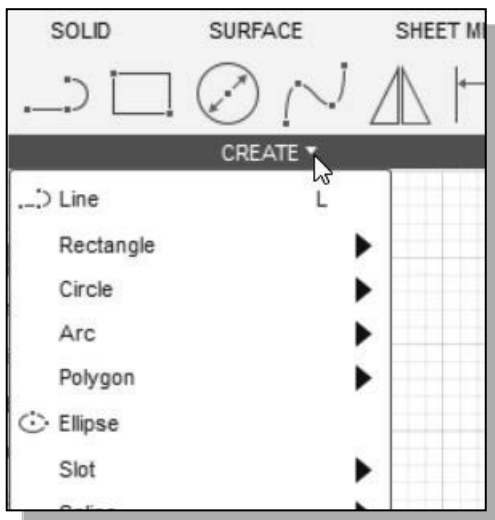 SOLID SURFACE SHEET
CREATE
Line L
Rectangle
Circle
Arc
Polygon
Ellipse
Slot